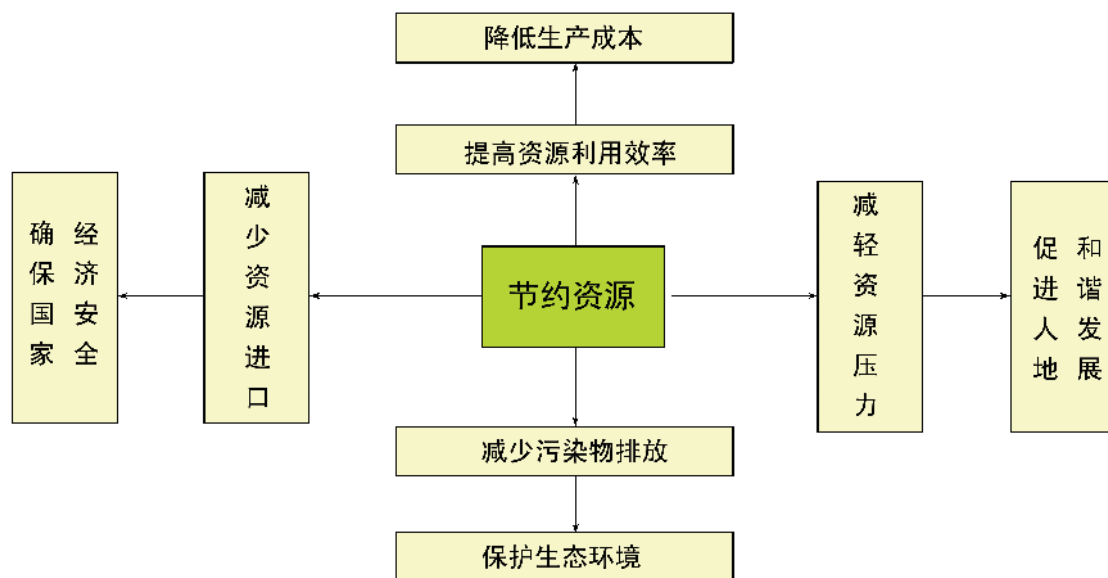 降低生产成本
提高资源利用效率
确保国家
经济安全
减少资源进口
节约资源
减轻资源压力
促进人地
和谐发展
减少污染物排放
保护生态环境